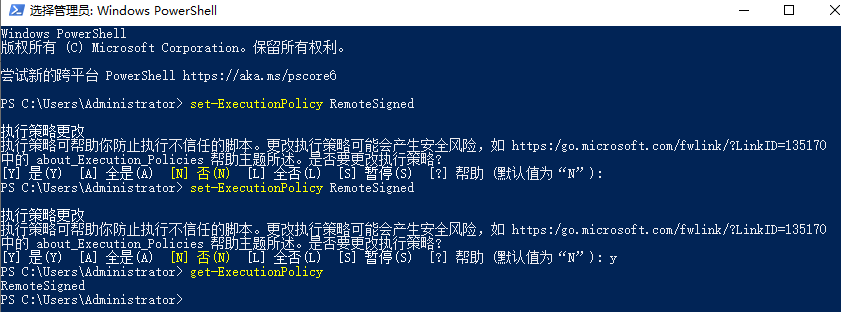 选择管理员: Windows PowerShell
Windows PowerShell
版权所有 (C) Microsoft Corporation。保留所有权利。
尝试新的跨平台 PowerShell https://aka.ms/pscore6
PS C:\Users\Administrator> set-ExecutionPolicy RemoteSigned
执行策略更改
执行策略可帮助你防止执行不信任的脚本。更改执行策略可能会产生安全风险，如 https:/go.microsoft.com/fwlink/?LinkID=135170
中的 about_Execution_Policies 帮助主题所述。是否要更改执行策略?
[Y] 是(Y)  [A] 全是(A)  [N] 否(N)  [L] 全否(L)  [S] 暂停(S)  [?] 帮助 (默认值为“N”):
PS C:\Users\Administrator> set-ExecutionPolicy RemoteSigned
执行策略更改
执行策略可帮助你防止执行不信任的脚本。更改执行策略可能会产生安全风险，如 https:/go.microsoft.com/fwlink/?LinkID=135170
中的 about_Execution_Policies 帮助主题所述。是否要更改执行策略?
[Y] 是(Y)  [A] 全是(A)  [N] 否(N)  [L] 全否(L)  [S] 暂停(S)  [?] 帮助 (默认值为“N”): y
PS C:\Users\Administrator> get-ExecutionPolicy
RemoteSigned
PS C:\Users\Administrator>